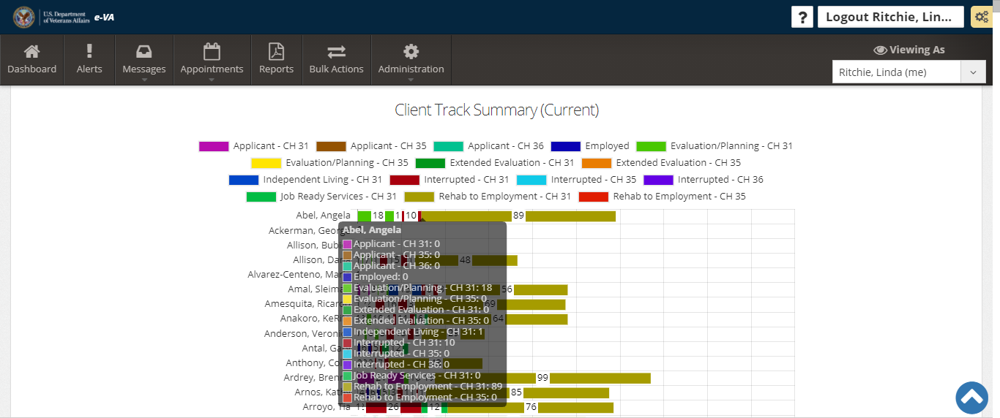 U.S. Department
of Veterans Affairs
e-VA
?
Logout Ritchie, Lin...
Dashboard
Alerts
Messages
Appointments
Reports
Bulk Actions
Administration
Viewing As
Ritchie, Linda (me)
Client Track Summary (Current)
Applicant - CH 31 Applicant - CH 35 Applicant - CH 36 Employed Evaluation/Planning - CH 31
Evaluation/Planning - CH 35 Extended Evaluation - CH 31 Extended Evaluation - CH 35
Independent Living - CH 31 Interrupted - CH 31 Interrupted - CH 35 Interrupted - CH 36
Job Ready Services - CH 31 Rehab to Employment - CH 31 Rehab to Employment - CH 35
Abel, Angela 18 1 10 89
Ackerman, Georg
Allison, Bubi
Allison, Da 48
Alvarez-Centeno, Mar
Amal, Sleima 56
Amesquita, Ricar 69
Anakoro, KeRi 64
Anderson, Veroni
Antal, Ga
Anthony, Co
Ardrey, Bren 99
Arnos, Kath 85
Arroyo, Tia 26 12 76
Abel, Angela
Applicant - CH 31: 0
Applicant - CH 35: 0
Applicant - CH 36: 0
Employed: 0
Evaluation/Planning - CH 31: 18
Evaluation/Planning - CH 35: 0
Extended Evaluation - CH 31: 0
Extended Evaluation - CH 35: 0
Independent Living - CH 31: 1
Interrupted - CH 31: 10
Interrupted - CH 35: 0
Interrupted - CH 36: 0
Job Ready Services - CH 31: 0
Rehab to Employment - CH 31: 89
Rehab to Employment - CH 35: 0